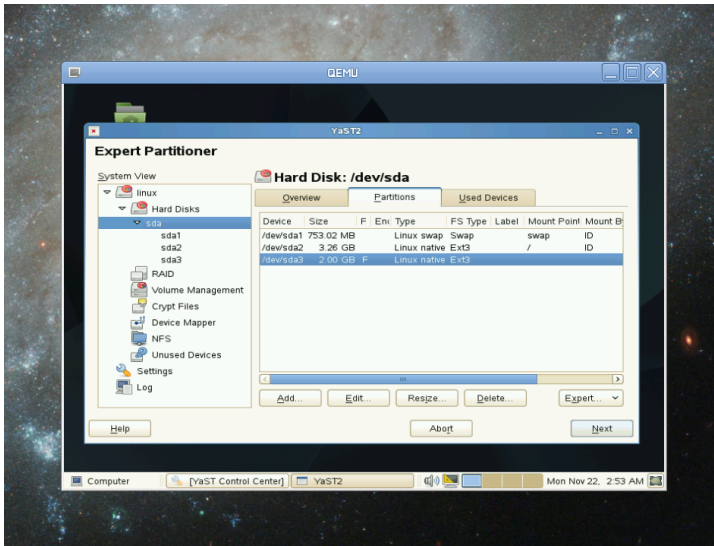 QEMU
YaST2
Expert Partitioner
System View
linux
Hard Disks
sda
sda1
sda2
sda3
RAID
Volume Management
Crypt Files
Device Mapper
NFS
Unused Devices
Settings
Log
Hard Disk: /dev/sda
Overview Partitions Used Devices
Device Size F Enc Type FS Type Label Mount Point Mount B
/dev/sda1 753.02 MB Linux swap Swap swap ID
/dev/sda2 3.26 GB Linux native Ext3 / ID
/dev/sda3 2.00 GB F Linux native Ext3
Add... Edit... Resize... Delete... Expert...
Help Abort Next
Computer [YaST Control Center] YaST2 Mon Nov 22, 2:53 AM